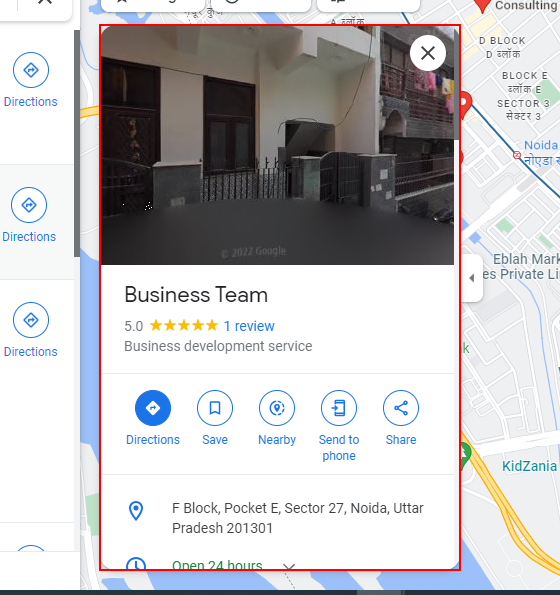 Consulting
D BLOCK
D ब्लॉक
BLOCK E
ब्लॉक E
SECTOR 3
सेक्टर 3
Noida
नोएडा
Directions
Directions
Directions
© 2022 Google
Eblah Mark
es Private Li
Business Team
5.0 1 review
Business development service
Directions
Save
Nearby
Send to
phone
Share
KidZania
F Block, Pocket E, Sector 27, Noida, Uttar
Pradesh 201301
Open 24 hours